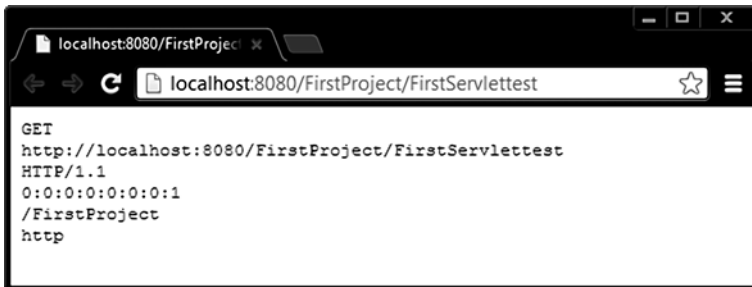 localhost:8080/FirstProjec
localhost:8080/FirstProject/FirstServlettest
GET
http://localhost:8080/FirstProject/FirstServlettest
HTTP/1.1
0:0:0:0:0:0:0:1
/FirstProject
http